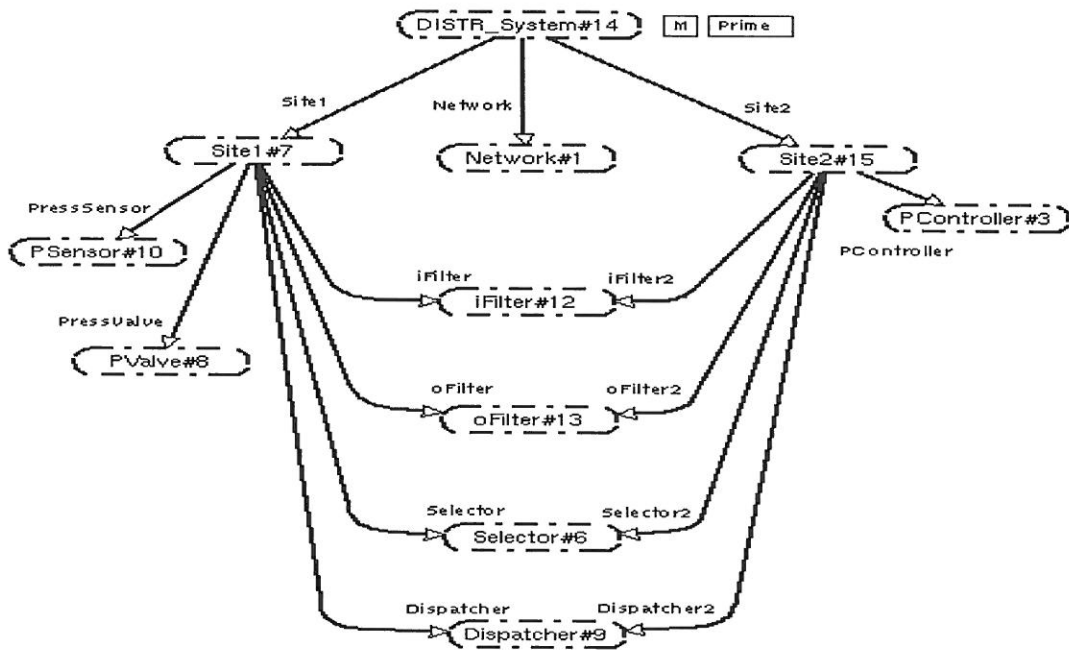 DISTR_System#14 M Prime
Site1 Network Site2
Site1#7 Network#1 Site2#15
PressSensor PController#3
PSensor#10 PController
iFilter iFilter2
iFilter#12
PressValve
PValve#8
oFilter oFilter2
oFilter#13
Selector Selector2
Selector#6
Dispatcher Dispatcher2
Dispatcher#9